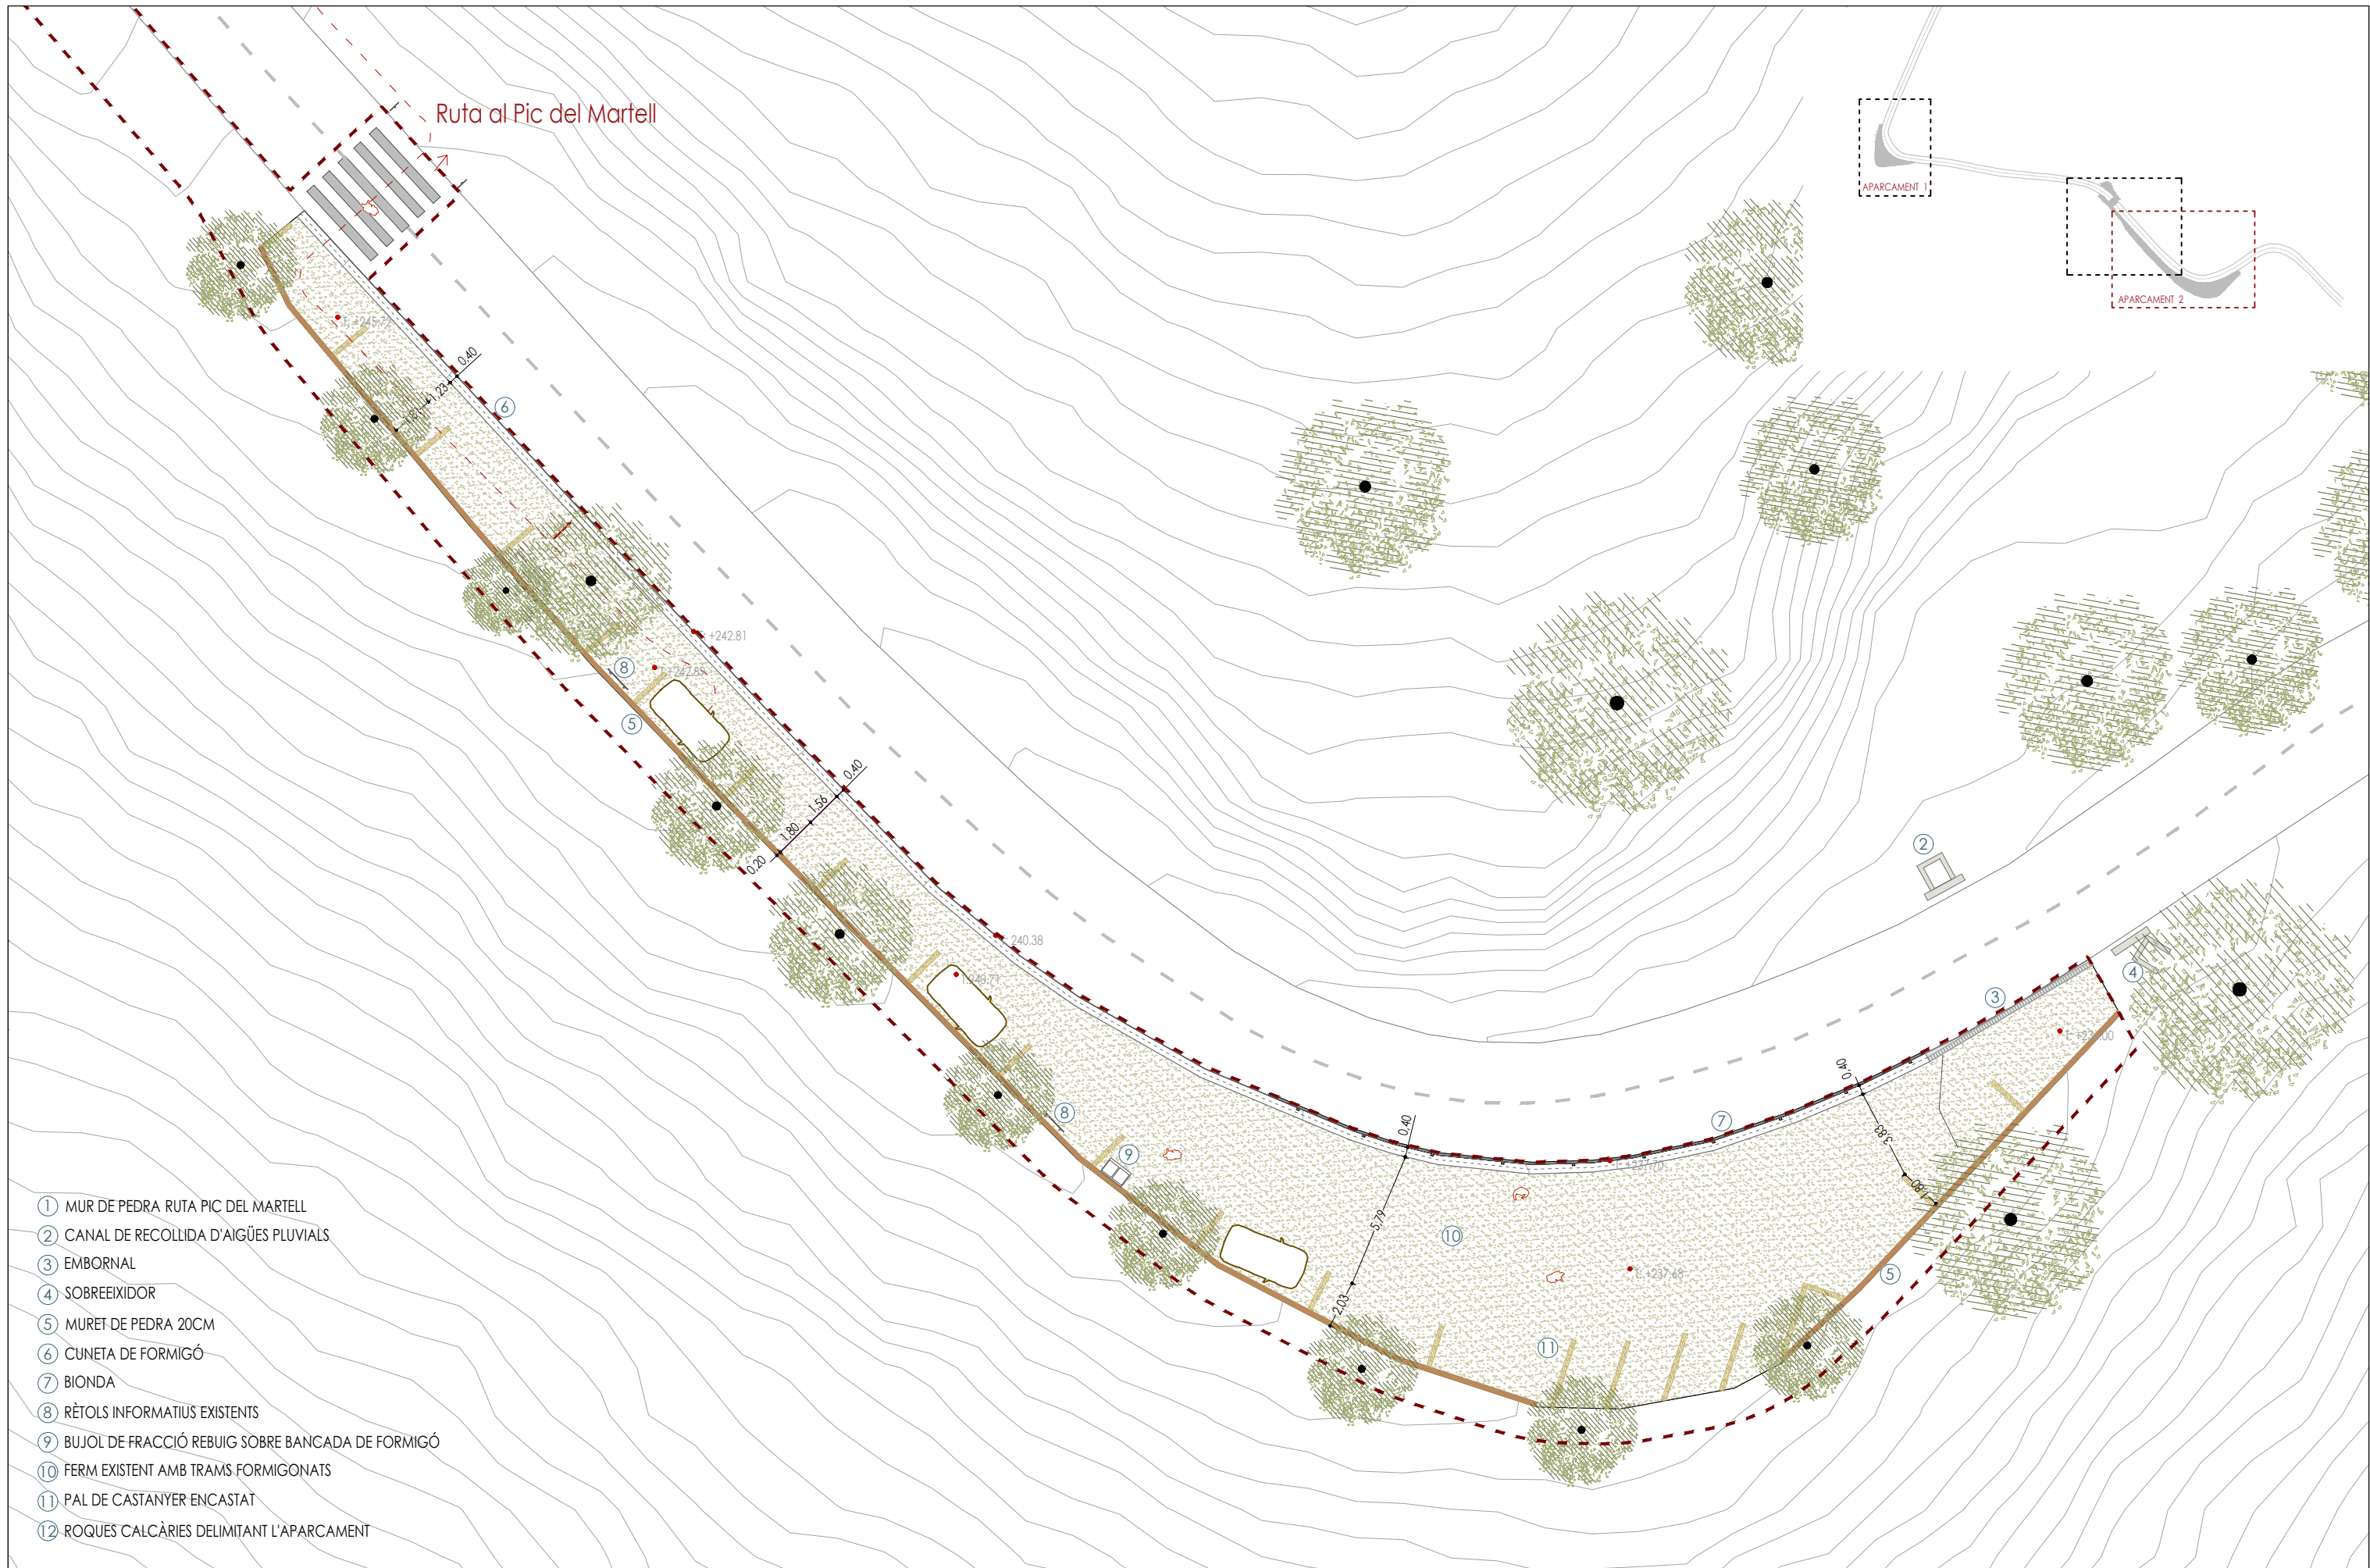 Ruta al Pic del Martell
APARCAMENT 1
APARCAMENT 2
0,40
1,23
6
+242.81
8
5
0,40
1,56
1,80
0,20
2
240.38
4
3
0,40
8
7
0,40
3,83
9
1,80
5,79
10
T. +237.68
5
2,03
11
1 MUR DE PEDRA RUTA PIC DEL MARTELL
2 CANAL DE RECOLLIDA D'AIGÜES PLUVIALS
3 EMBORNAL
4 SOBREEIXIDOR
5 MURET DE PEDRA 20CM
6 CUNETA DE FORMIGÓ
7 BIONDA
8 RÈTOLS INFORMATIUS EXISTENTS
9 BUJOL DE FRACCIÓ REBUIG SOBRE BANCADA DE FORMIGÓ
10 FERM EXISTENT AMB TRAMS FORMIGONATS
11 PAL DE CASTANYER ENCASTAT
12 ROQUES CALCÀRIES DELIMITANT L'APARCAMENT